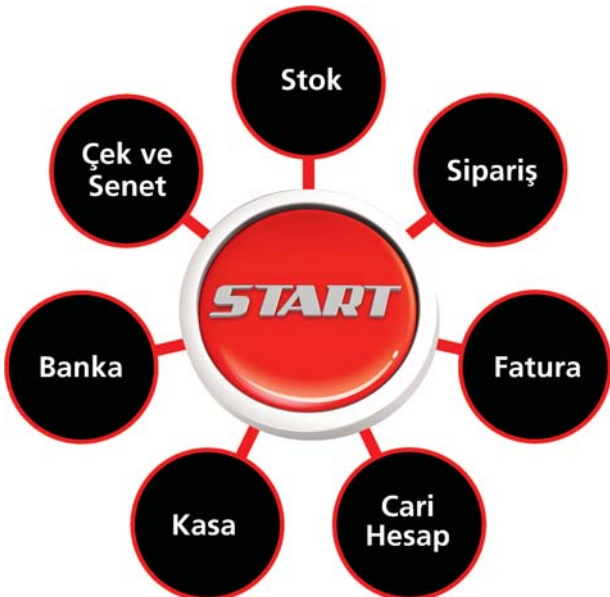 Stok
Sipariş
Fatura
Cari
Hesap
Kasa
Banka
Çek ve
Senet
START